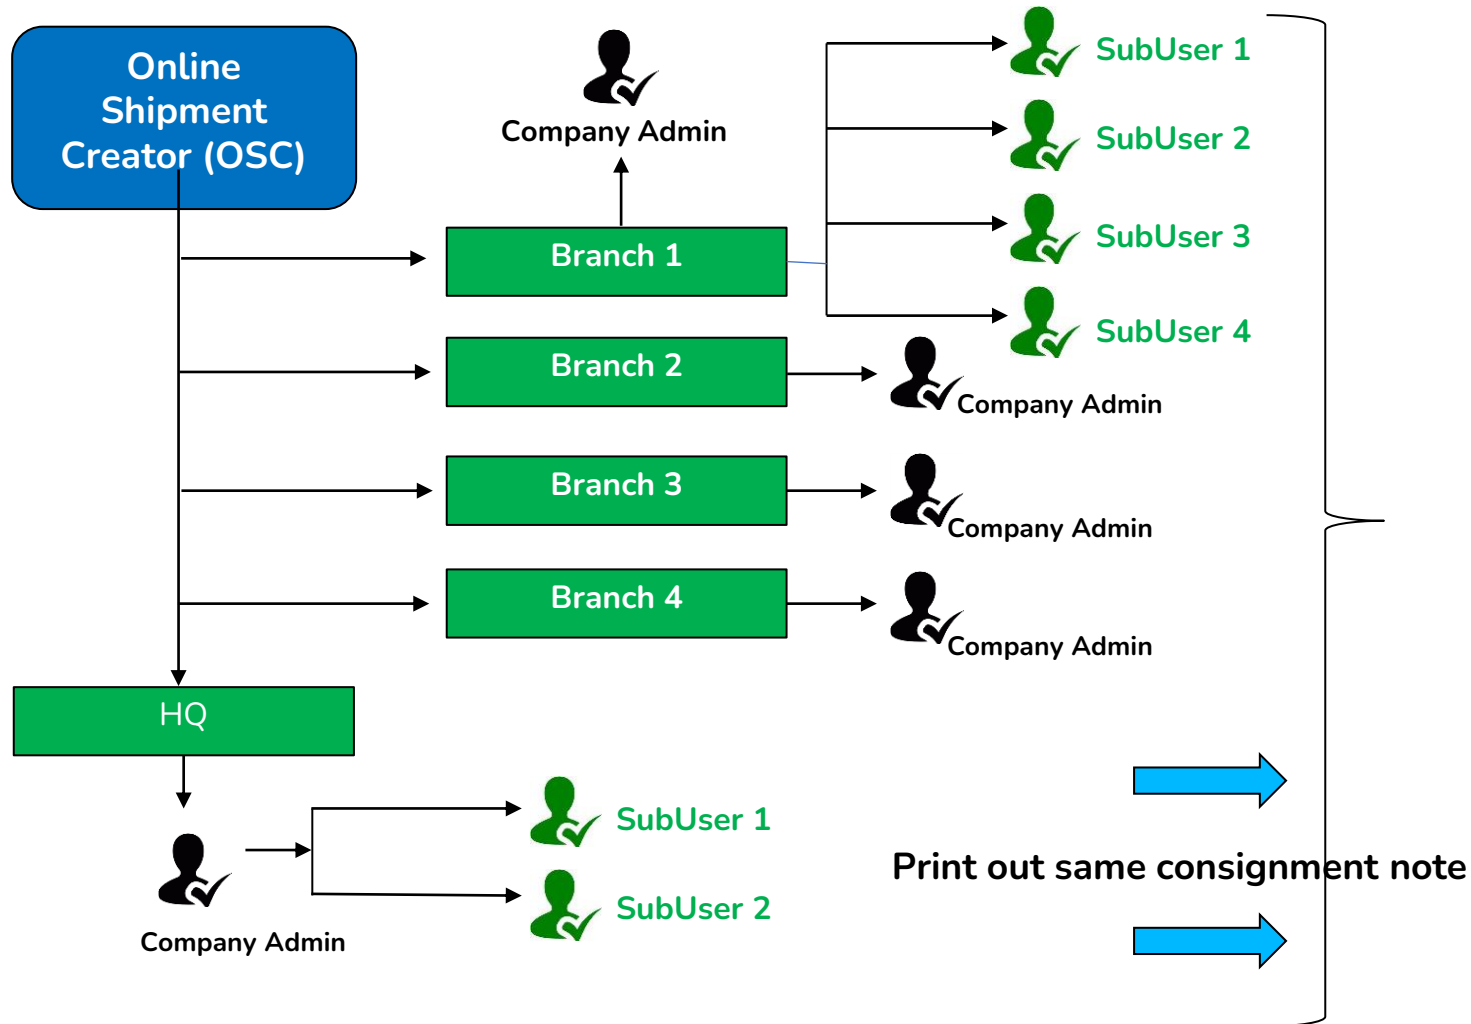 Online
Shipment
Creator (OSC)
Company Admin
SubUser 1
SubUser 2
SubUser 3
SubUser 4
Branch 1
Branch 2
Company Admin
Branch 3
Company Admin
Branch 4
Company Admin
HQ
Company Admin
SubUser 1
SubUser 2
Print out same consignment note